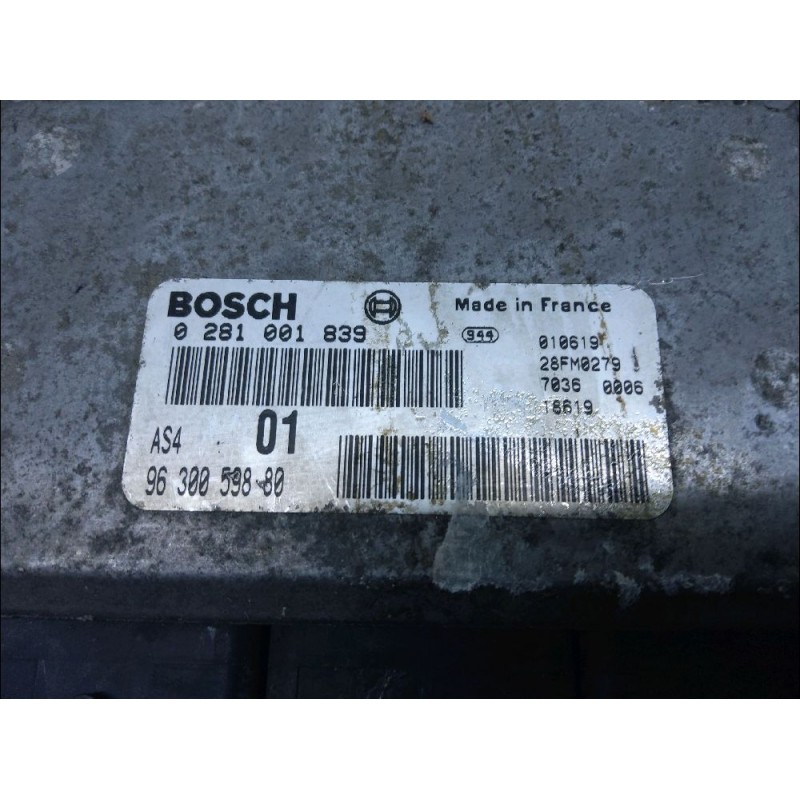 BOSCH
Made in France
0 281 001 839
944
010619
28FM0279
7036 0006
18619
AS4 01
96 300 598 80